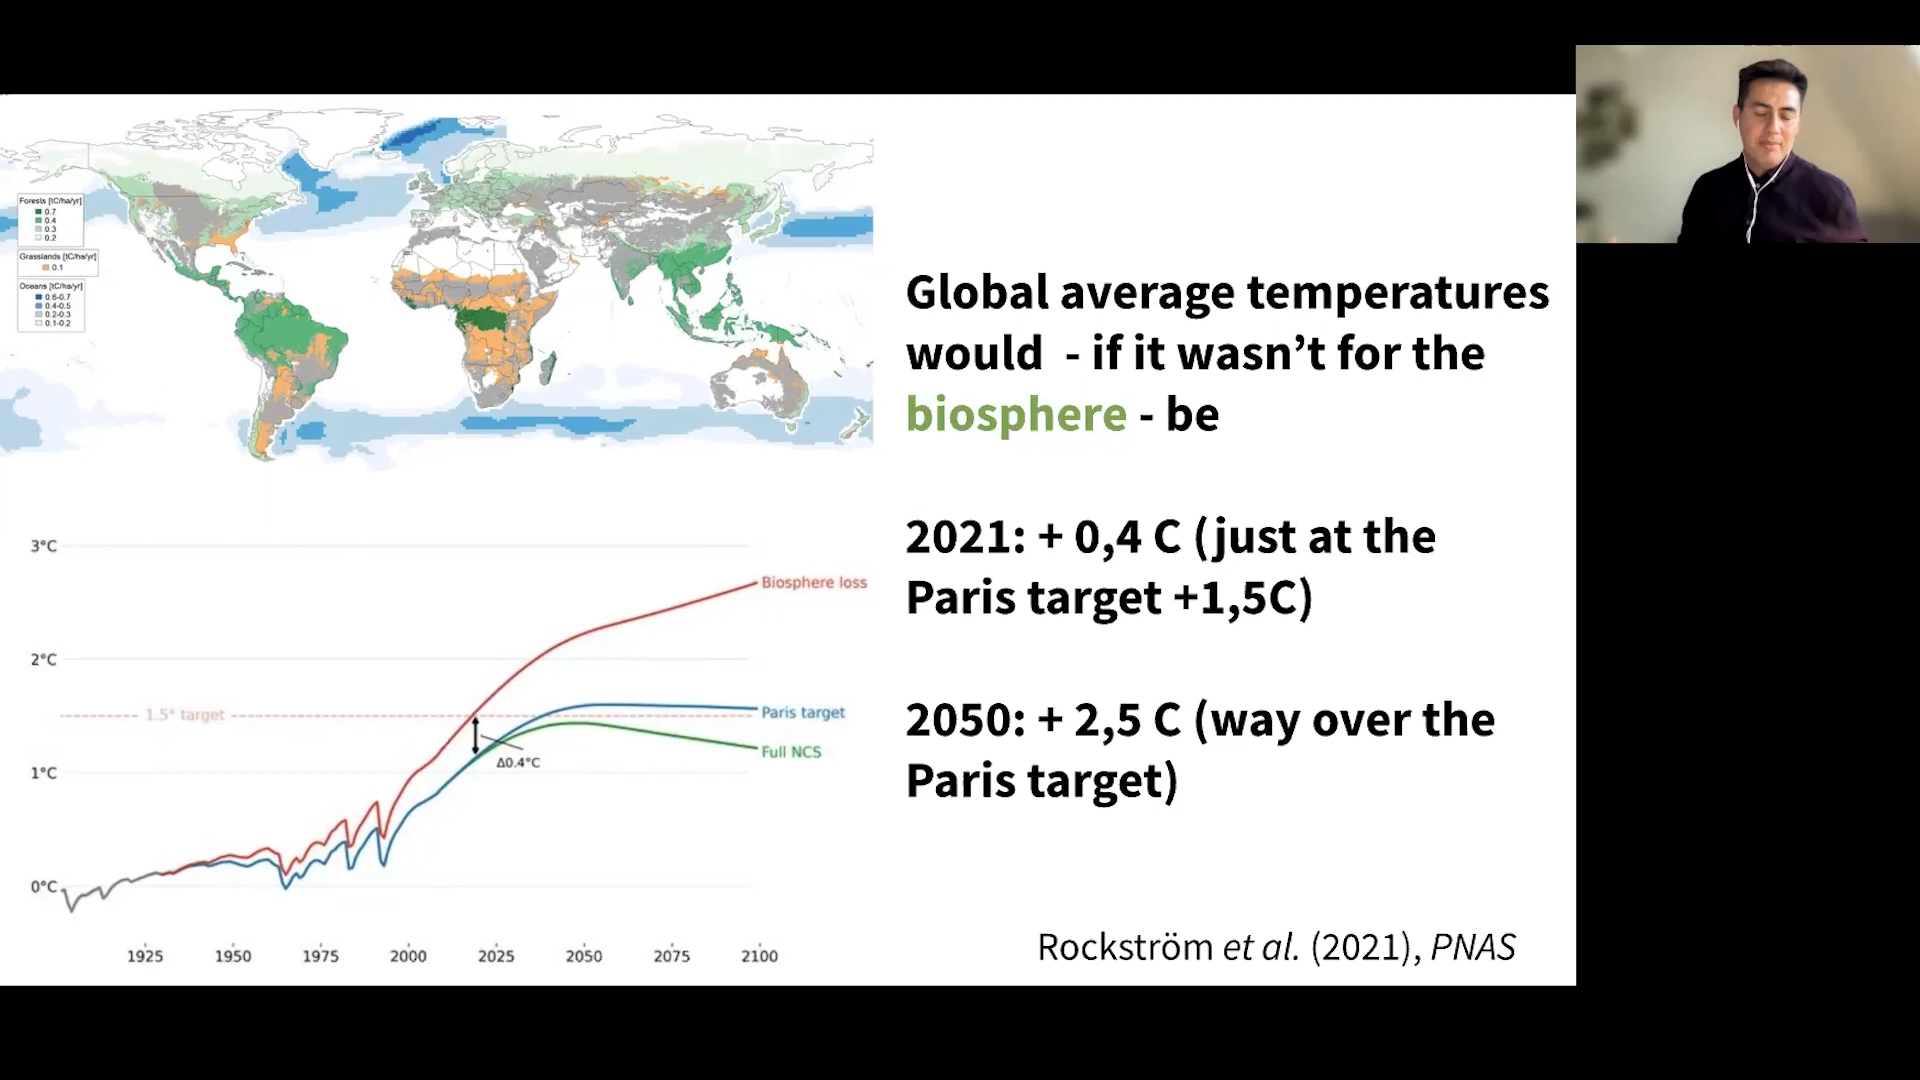 Forests [tC/ha/yr]
0.7
0.4
0.3
0.2
Grasslands [tC/ha/yr]
0.1
Oceans [tC/ha/yr]
0.6-0.7
0.4-0.5
0.2-0.3
0.1-0.2
Global average temperatures
would - if it wasn’t for the
biosphere - be
2021: + 0,4 C (just at the
Paris target +1,5C)
2050: + 2,5 C (way over the
Paris target)
3°C
2°C
1°C
0°C
1.5° target
Biosphere loss
Paris target
Full NCS
Δ0.4°C
1925 1950 1975 2000 2025 2050 2075 2100
Rockström et al. (2021), PNAS